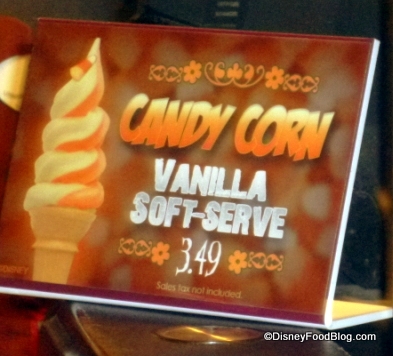 CANDY CORN
VANILLA
SOFT-SERVE
3.49
Sales tax not included.
©DisneyFoodBlog.com